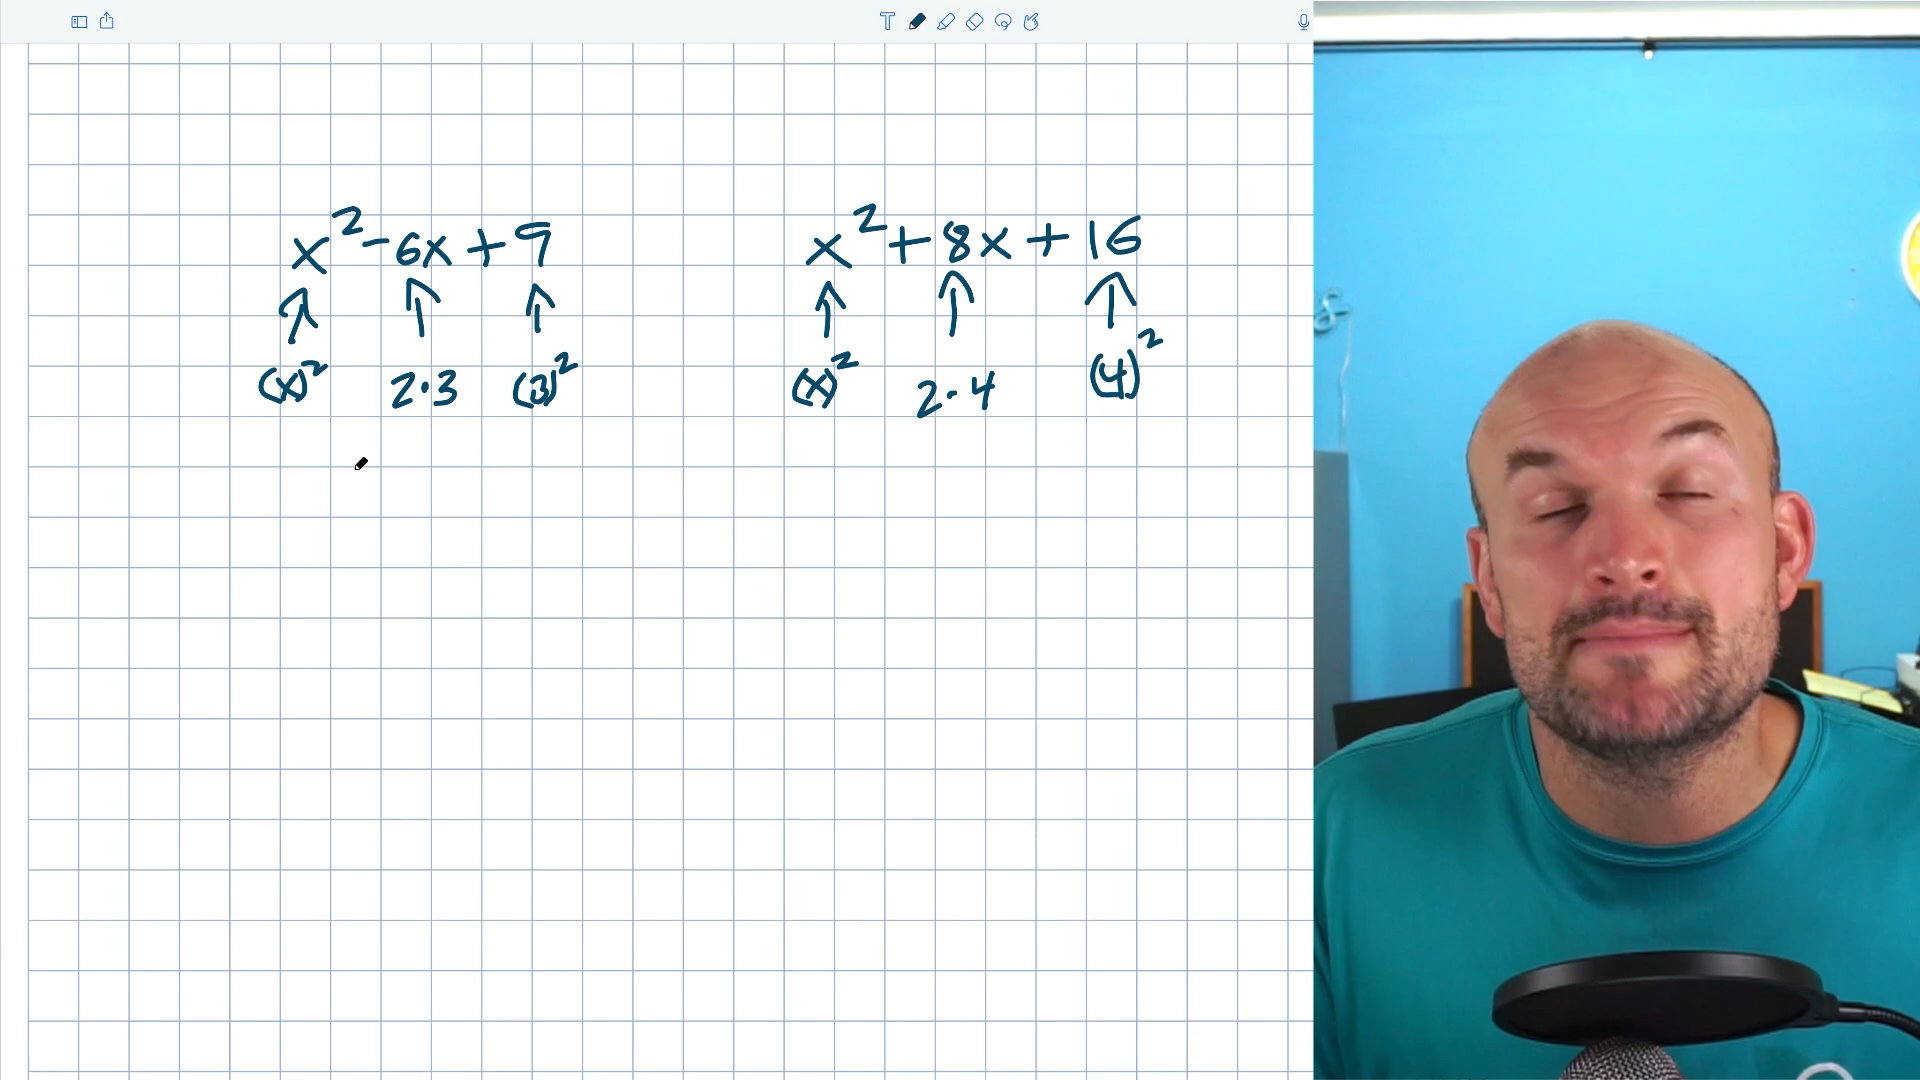 x² - 6x + 9
x² + 8x + 16
(x)² 2·3 (3)²
(x)² 2·4 (4)²